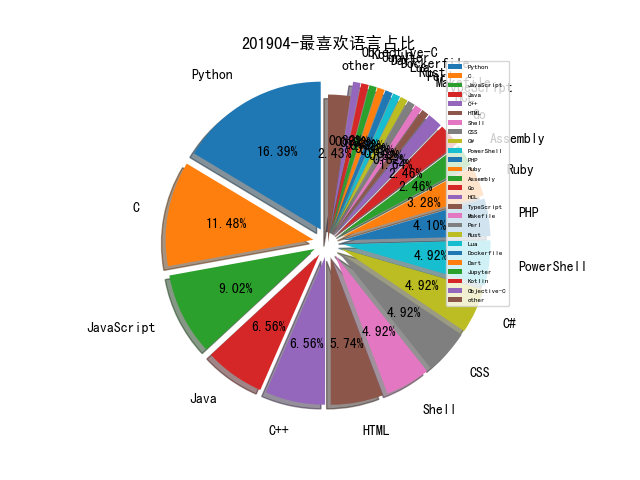 201904-最喜欢语言占比
Python
C
JavaScript
Java
C++
HTML
Shell
CSS
C#
PowerShell
PHP
Ruby
Assembly
other
16.39%
11.48%
9.02%
6.56%
6.56%
5.74%
4.92%
4.92%
4.92%
4.92%
4.10%
3.28%
2.46%
2.46%
2.43%
Python
C
JavaScript
Java
C++
HTML
Shell
CSS
C#
PowerShell
PHP
Ruby
Assembly
Go
HCL
TypeScript
Makefile
Perl
Rust
Lua
Dockerfile
Dart
Jupyter
Kotlin
Objective-C
other